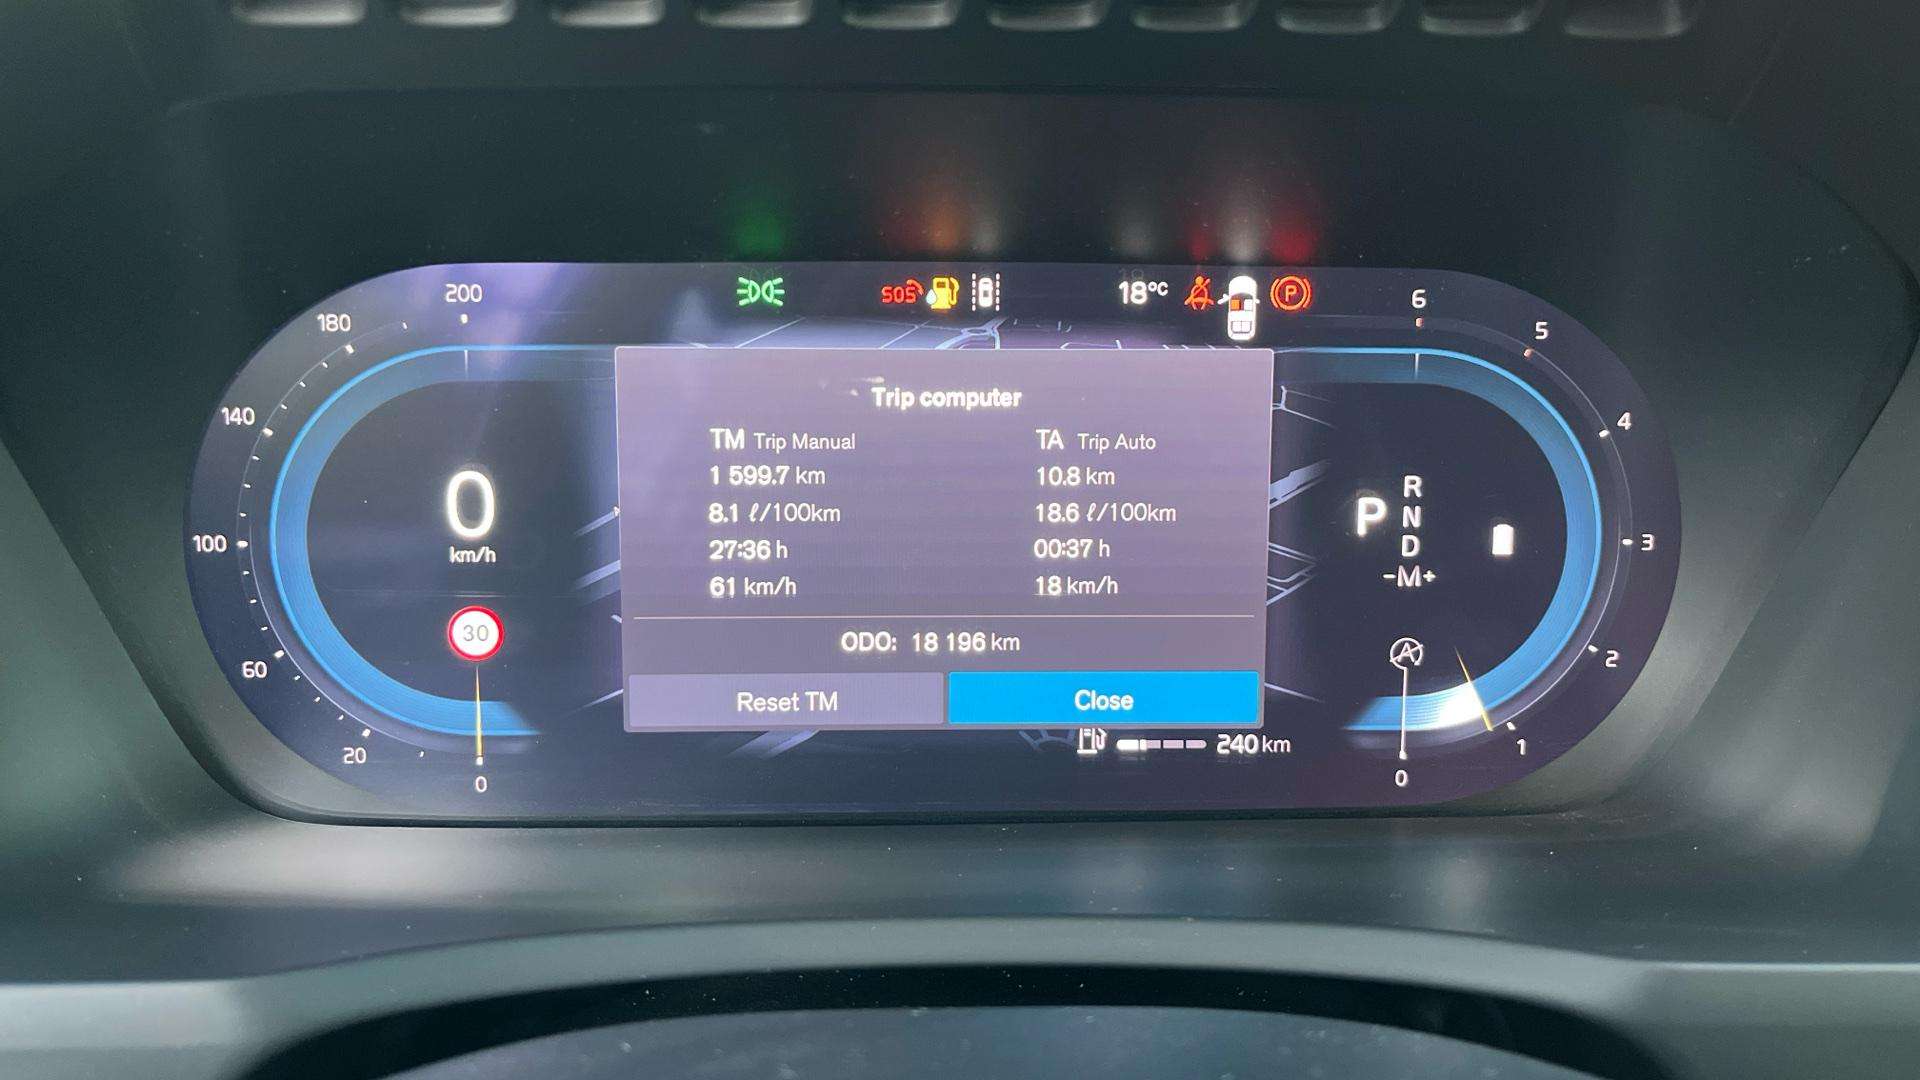 SOS
18°C
P
200
180
140
100
60
20
0
0
km/h
30
Trip computer
TM Trip Manual
1 599.7 km
8.1 ℓ/100km
27:36 h
61 km/h
TA Trip Auto
10.8 km
18.6 ℓ/100km
00:37 h
18 km/h
ODO: 18 196 km
Reset TM
Close
240 km
P
R
N
D
-M+
A
6
5
4
3
2
1
0